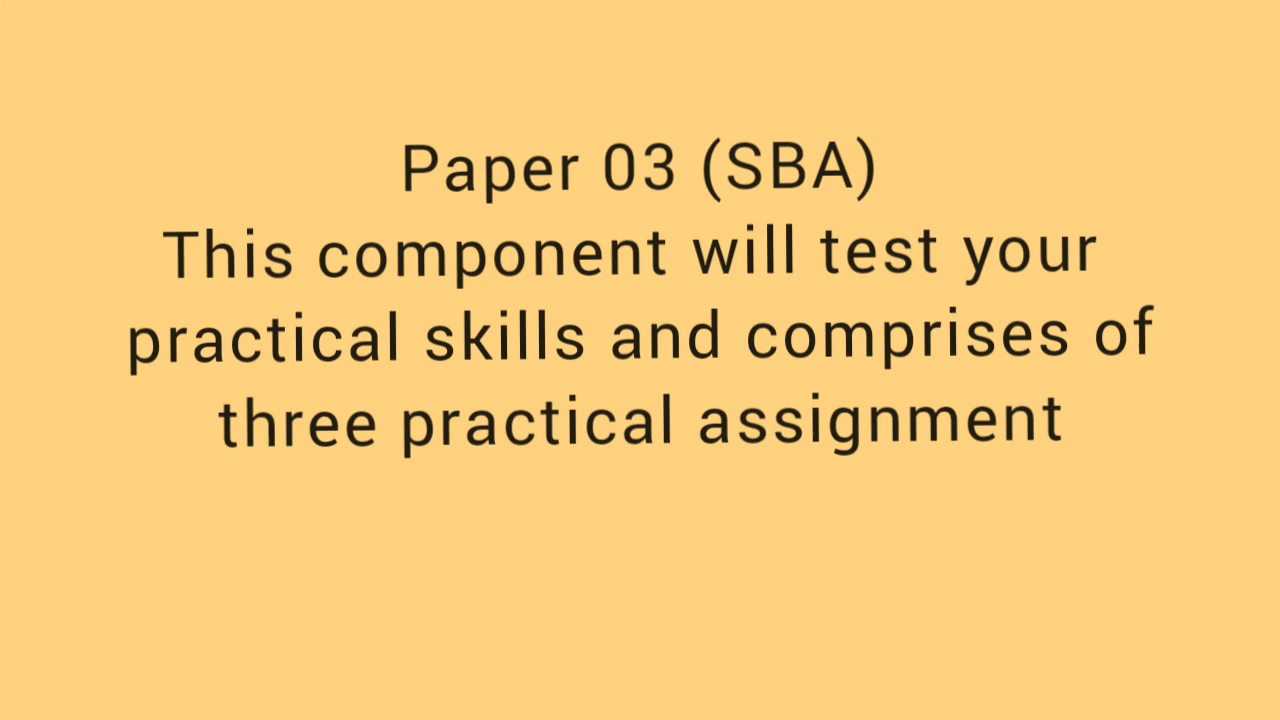 Paper 03 (SBA)
This component will test your
practical skills and comprises of
three practical assignment